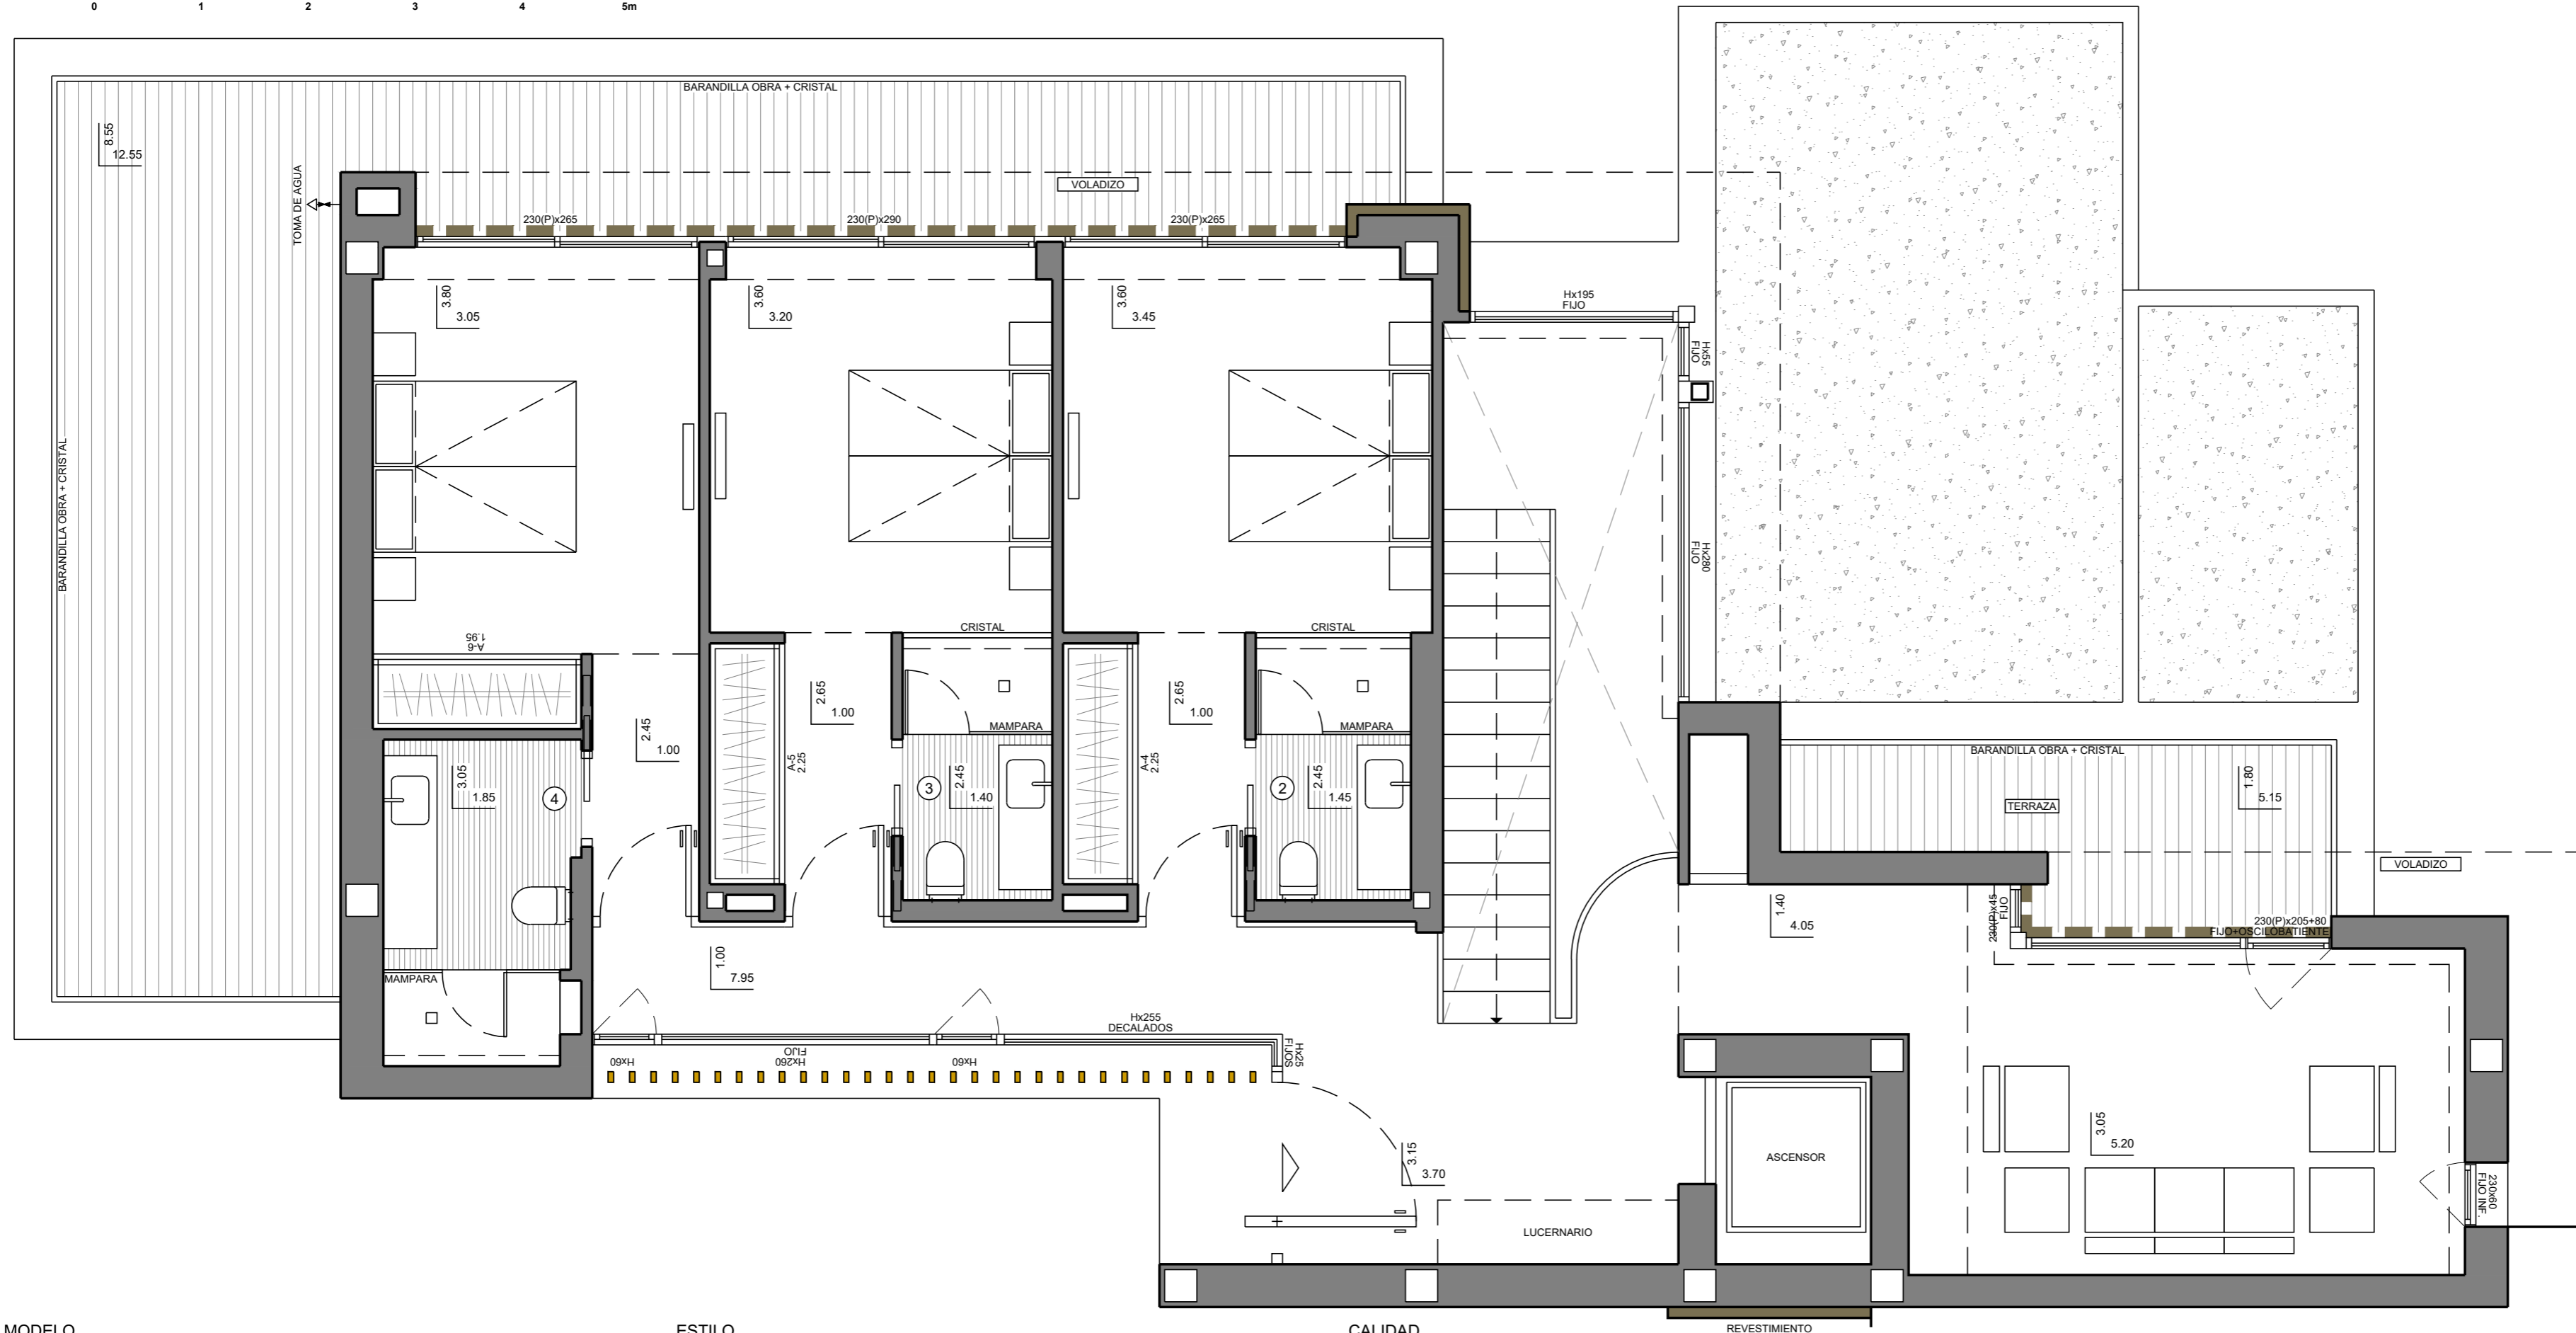 0 1 2 3 4 5m
BARANDILLA OBRA + CRISTAL
8.55
12.55
TOMA DE AGUA
VOLADIZO
230(P)x265
230(P)x290
230(P)x265
3.80
3.05
3.60
3.20
3.60
3.45
Hx195
FIJO
Hx55
FIJO
BARANDILLA OBRA + CRISTAL
Hx280
FIJO
CRISTAL
CRISTAL
A-6
1.95
2.45
1.00
2.65
1.00
2.65
1.00
MAMPARA
MAMPARA
A-5
2.25
A-4
2.25
3.05
1.85
4
3
2.45
1.40
2
2.45
1.45
BARANDILLA OBRA + CRISTAL
1.80
5.15
TERRAZA
VOLADIZO
1.40
4.05
230(P)x45
FIJO
230(P)x205+80
FIJO+OSCILOBATIENTE
MAMPARA
1.00
7.95
Hx255
DECALADOS
Hx25
FIJOS
Hx60
Hx260
FIJO
Hx60
3.15
3.70
ASCENSOR
3.05
5.20
230x60
FIJO INF.
LUCERNARIO
MODELO
ESTILO
CALIDAD
REVESTIMIENTO